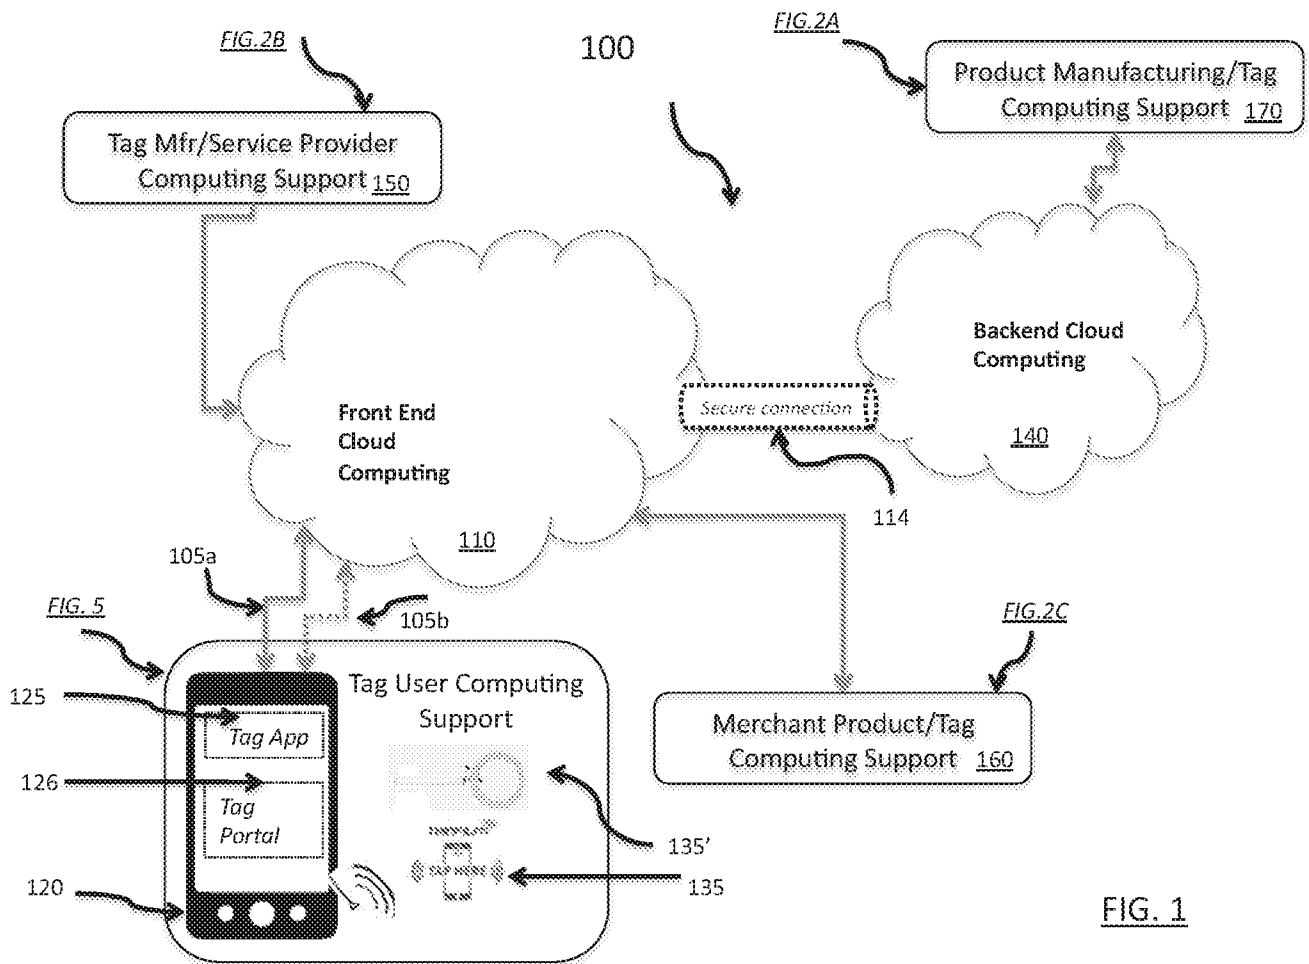 FIG.2B
100
FIG.2A
Product Manufacturing/Tag
Computing Support 170
Tag Mfr/Service Provider
Computing Support 150
Backend Cloud
Computing
140
Secure connection
114
Front End
Cloud
Computing
110
105a
105b
FIG. 5
FIG.2C
Tag User Computing
Support
125
Tag App
126
Tag
Portal
120
TAP HERE
135'
135
Merchant Product/Tag
Computing Support 160
FIG. 1